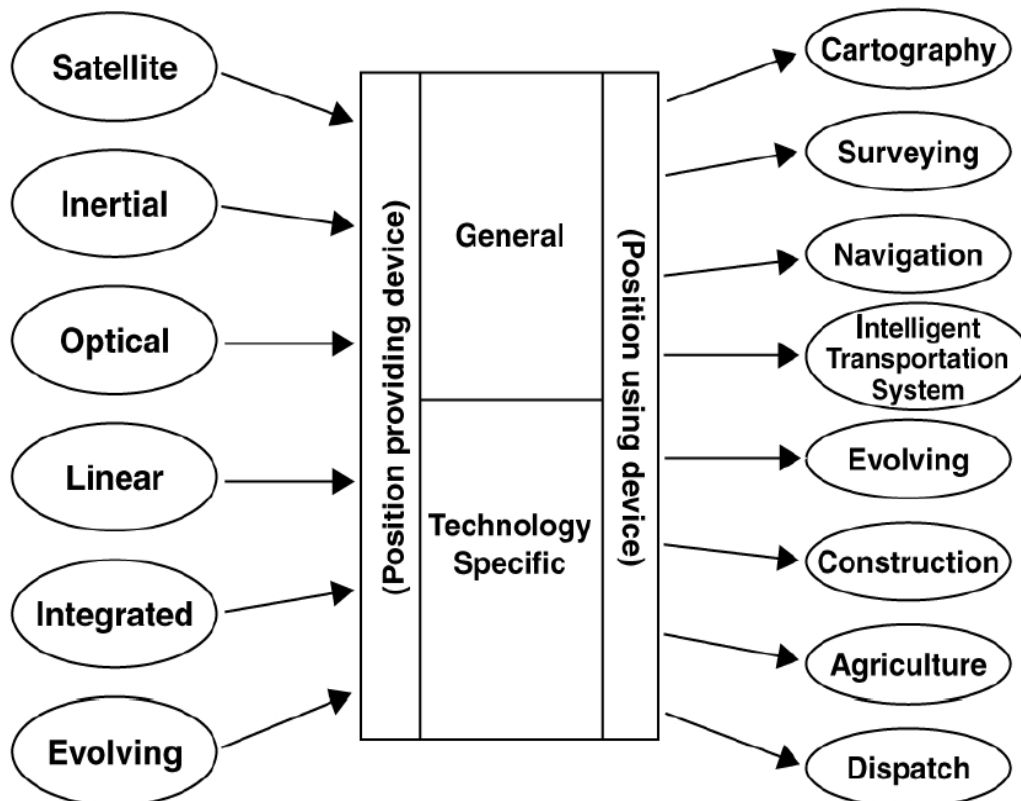 Satellite
Inertial
Optical
Linear
Integrated
Evolving
(Position providing device)
General
Technology
Specific
(Position using device)
Cartography
Surveying
Navigation
Intelligent
Transportation
System
Evolving
Construction
Agriculture
Dispatch